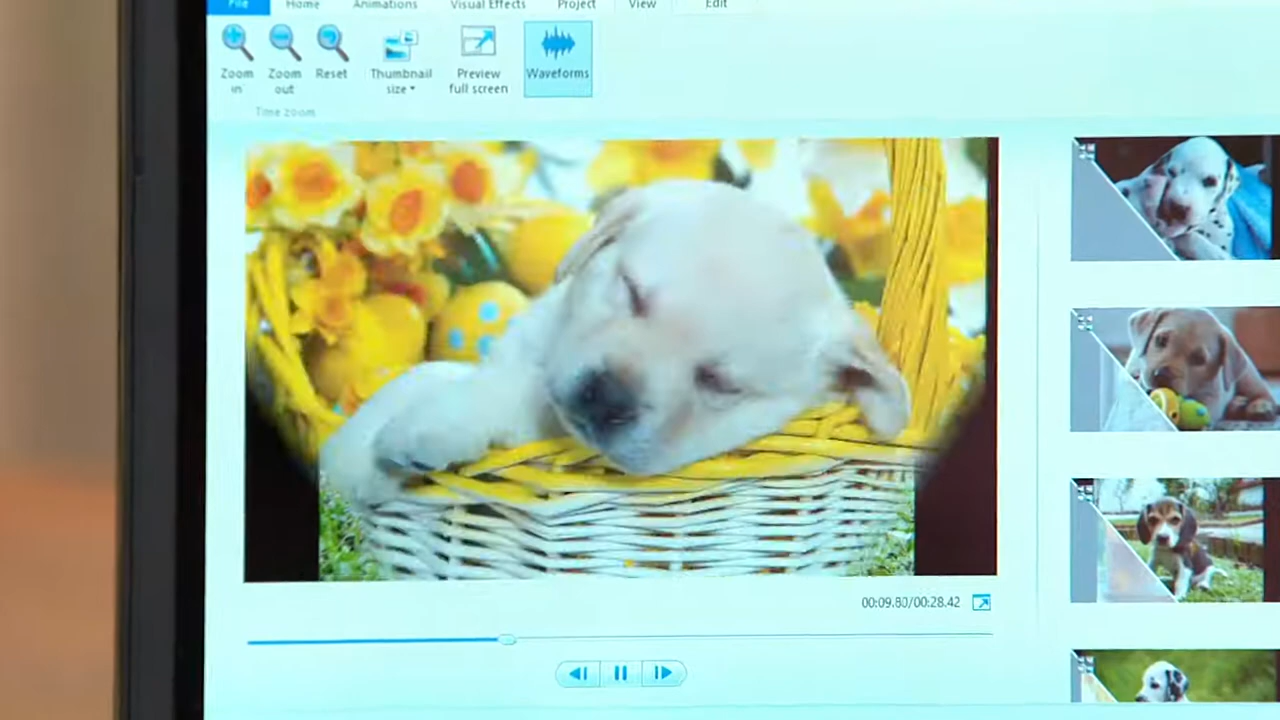 File Home Animations Visual Effects Project View Edit
Zoom in
Zoom out
Reset
Thumbnail size
Preview full screen
Waveforms
Time zoom
00:09.80/00:28.42